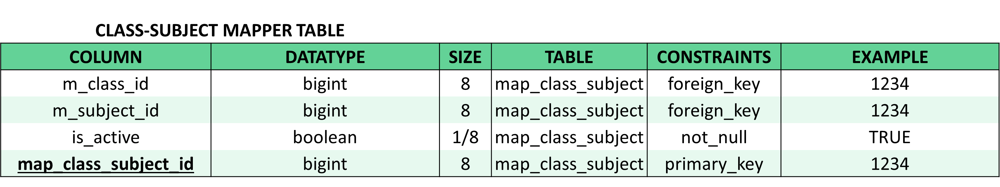 CLASS-SUBJECT MAPPER TABLE
COLUMN DATATYPE SIZE TABLE CONSTRAINTS EXAMPLE
m_class_id bigint 8 map_class_subject foreign_key 1234
m_subject_id bigint 8 map_class_subject foreign_key 1234
is_active boolean 1/8 map_class_subject not_null TRUE
map_class_subject_id bigint 8 map_class_subject primary_key 1234